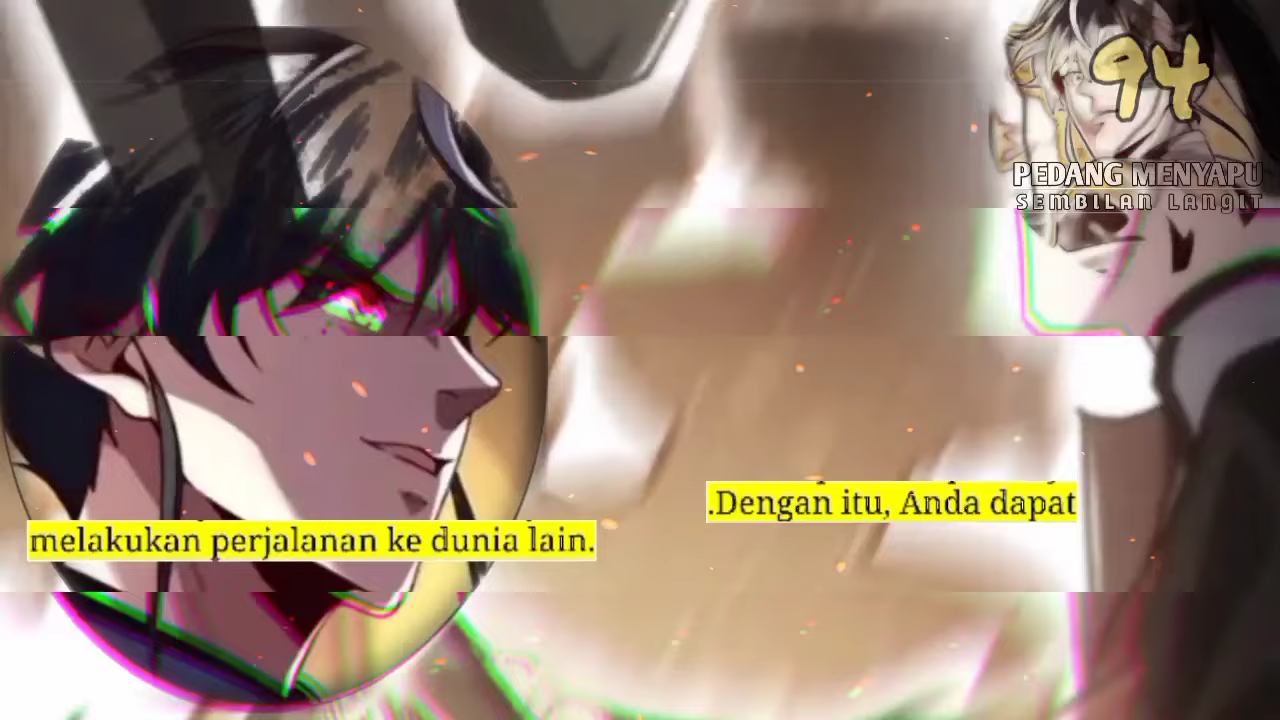 94
PEDANG MENYAPU
SEMBILAN LANGIT
.Dengan itu, Anda dapat
melakukan perjalanan ke dunia lain.